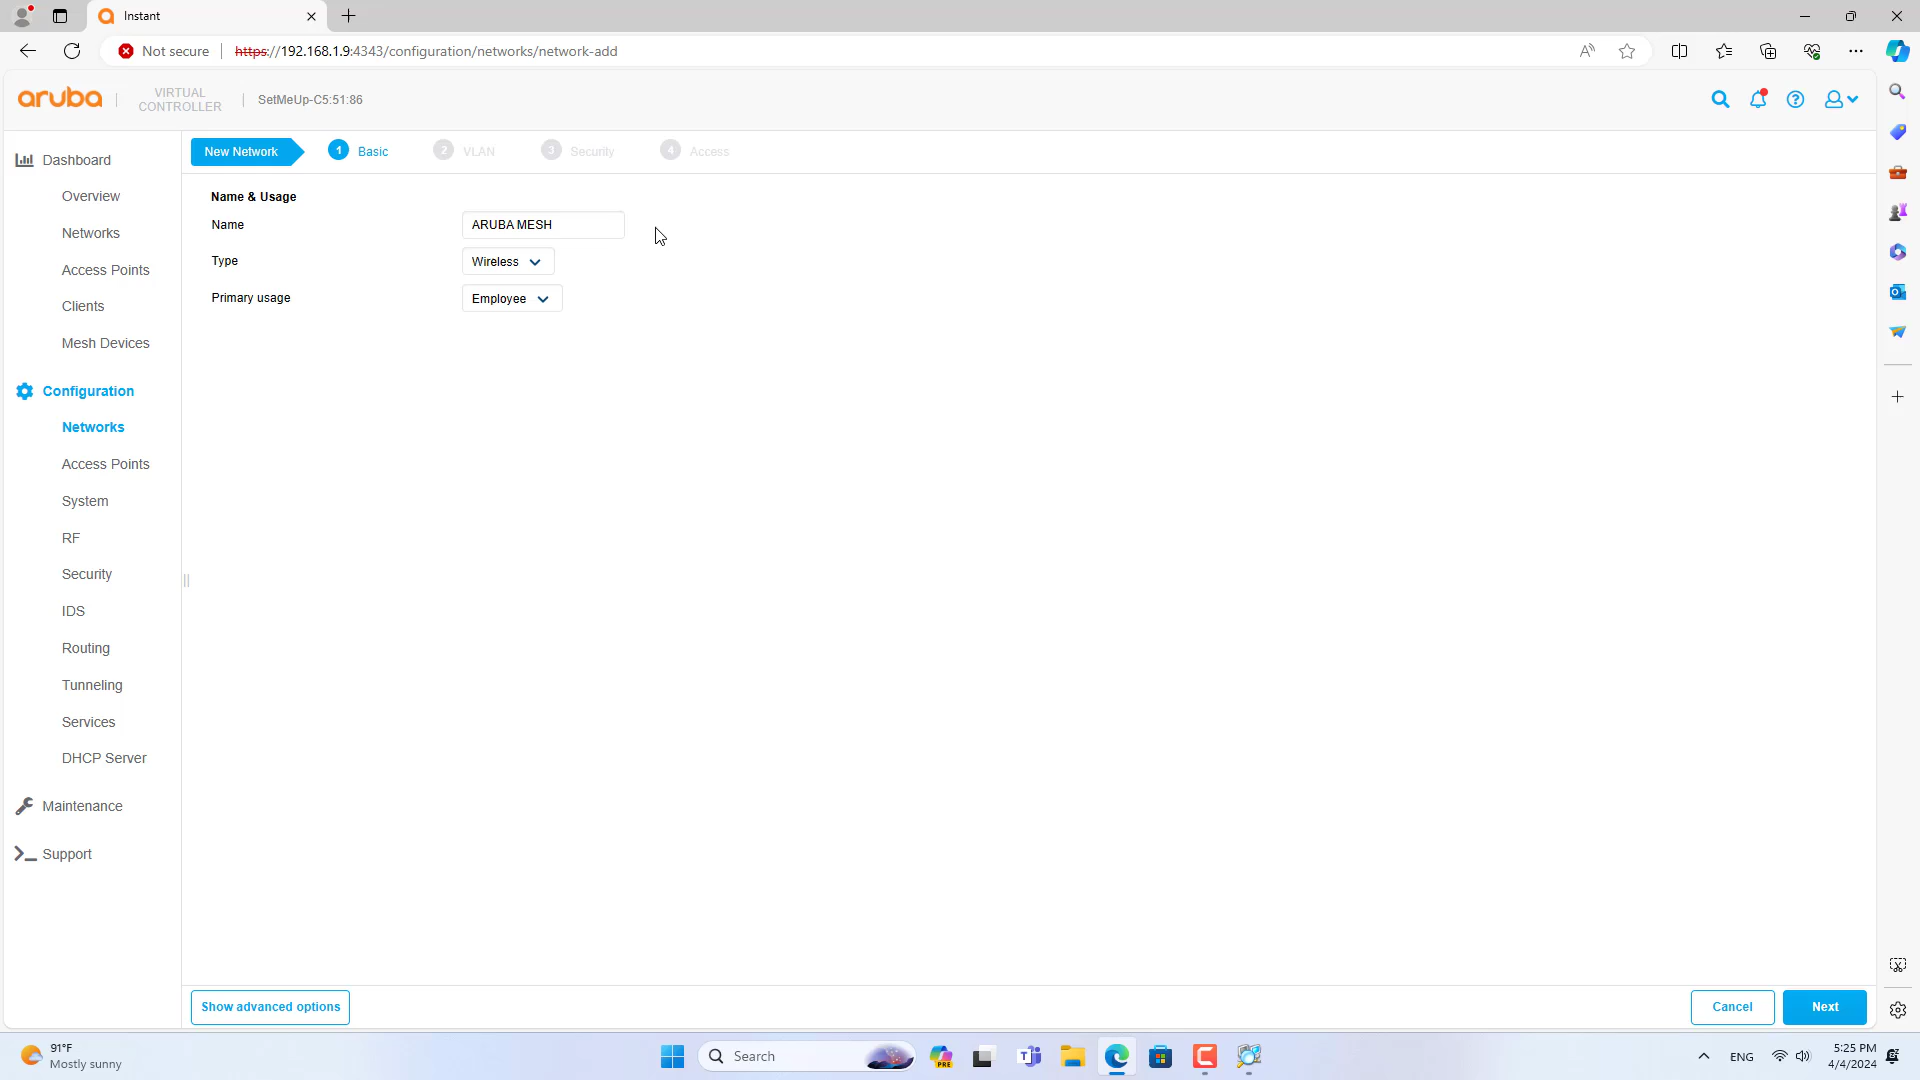 Instant
Not secure
https://192.168.1.9:4343/configuration/networks/network-add
aruba
VIRTUAL
CONTROLLER
SetMeUp-C5:51:86
Dashboard
Overview
Networks
Access Points
Clients
Mesh Devices
Configuration
Networks
Access Points
System
RF
Security
IDS
Routing
Tunneling
Services
DHCP Server
Maintenance
Support
New Network
1 Basic
2 VLAN
3 Security
4 Access
Name & Usage
Name
ARUBA MESH
Type
Wireless
Primary usage
Employee
Show advanced options
Cancel
Next
91°F
Mostly sunny
Search
PRE
ENG
5:25 PM
4/4/2024